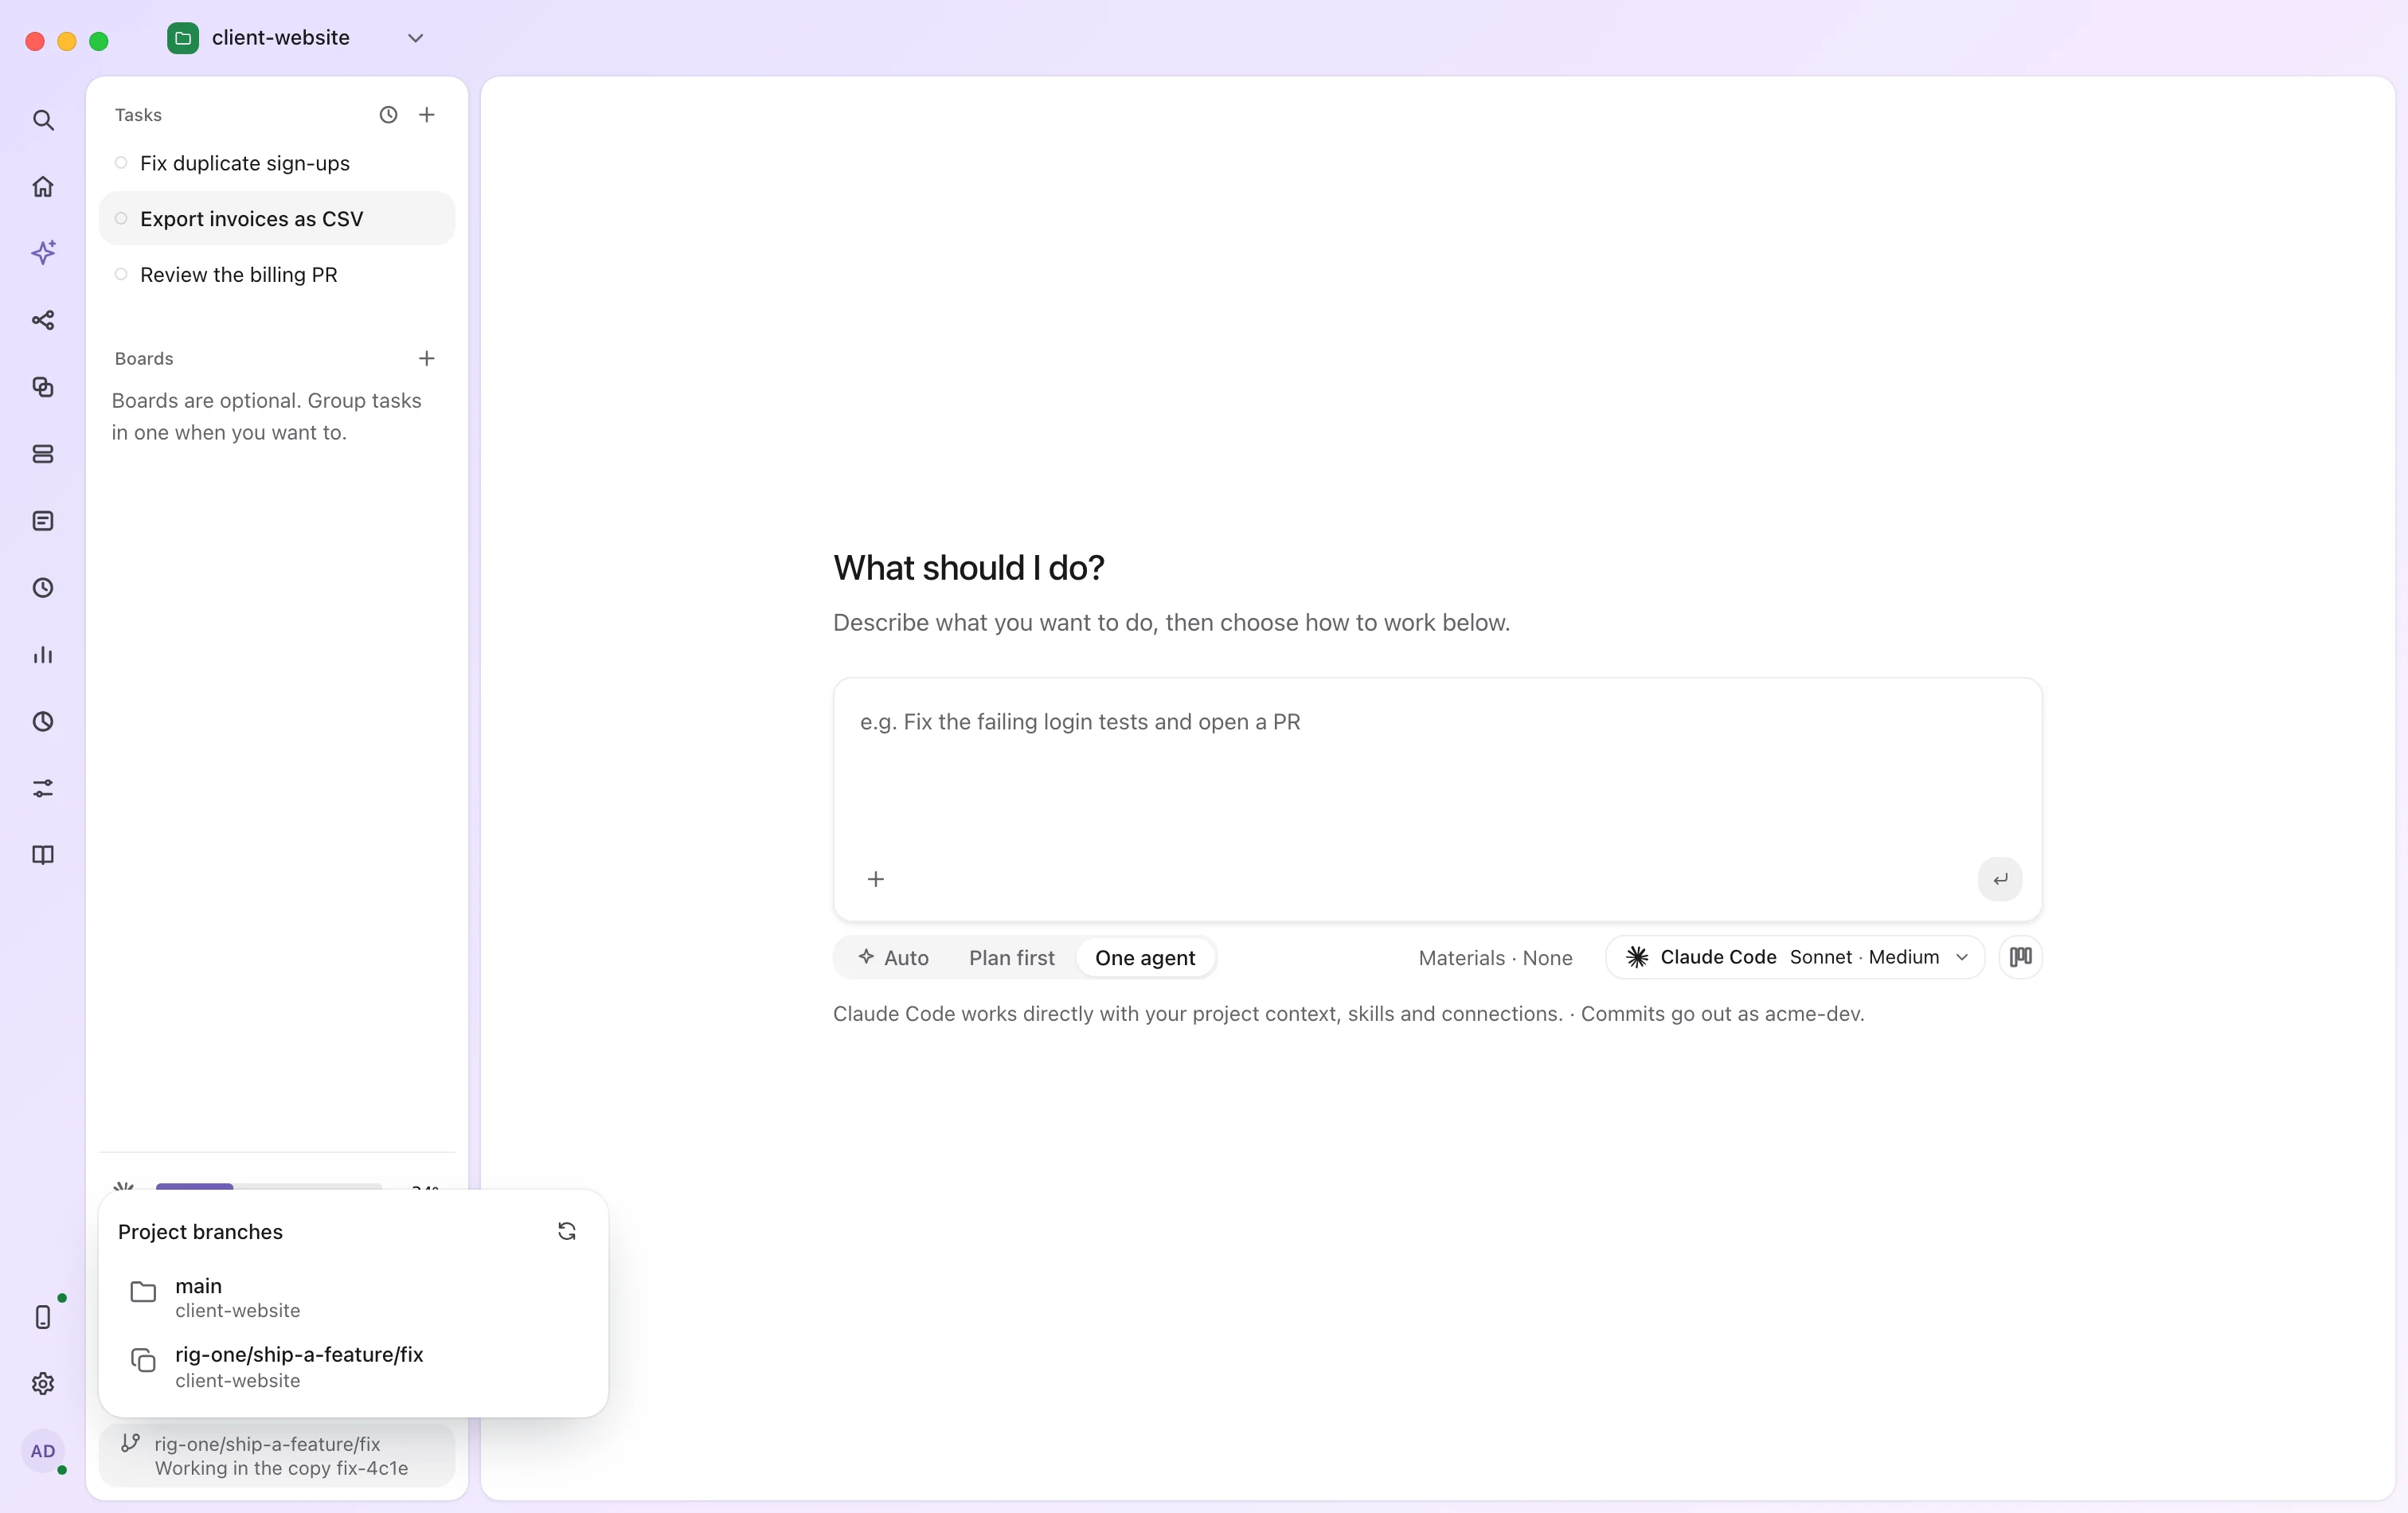 client-website
Tasks
Fix duplicate sign-ups
Export invoices as CSV
Review the billing PR
Boards
Boards are optional. Group tasks
in one when you want to.
What should I do?
Describe what you want to do, then choose how to work below.
e.g. Fix the failing login tests and open a PR
Auto
Plan first
One agent
Materials · None
Claude Code Sonnet · Medium
Claude Code works directly with your project context, skills and connections. · Commits go out as acme-dev.
Project branches
main
client-website
rig-one/ship-a-feature/fix
client-website
rig-one/ship-a-feature/fix
Working in the copy fix-4c1e
AD